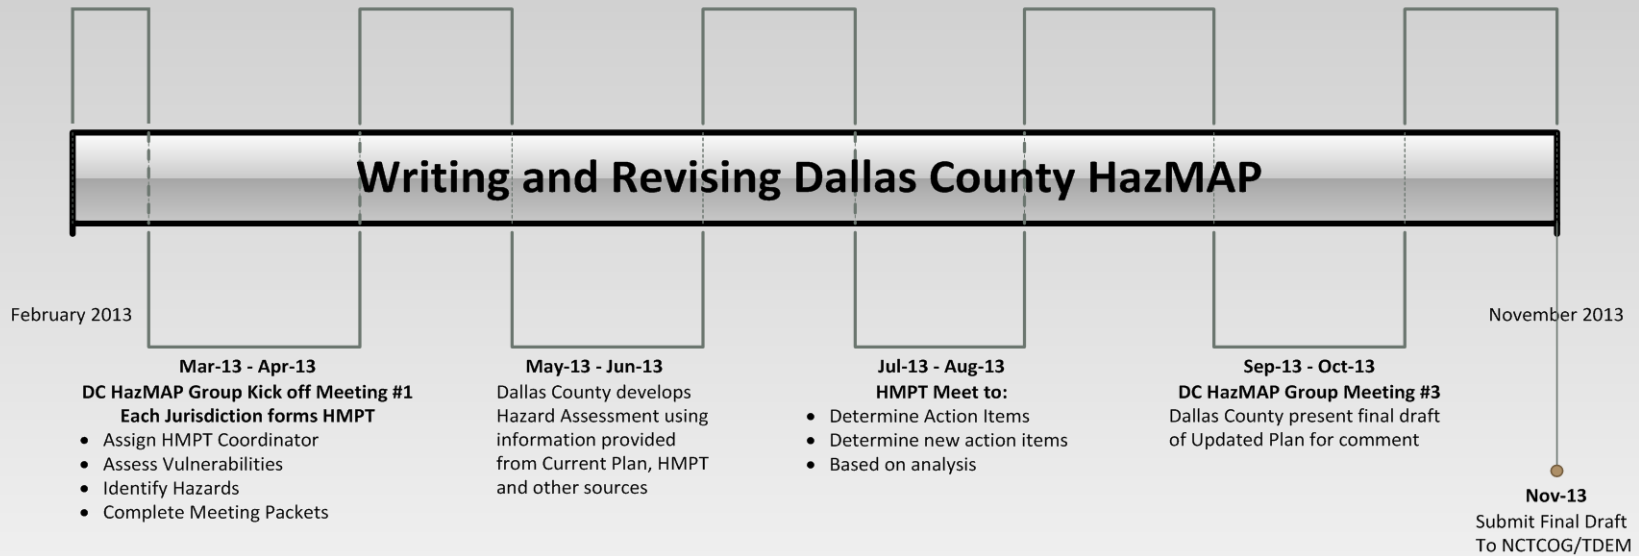 Writing and Revising Dallas County HazMAP
February 2013
November 2013
Mar-13 - Apr-13
DC HazMAP Group Kick off Meeting #1
Each Jurisdiction forms HMPT
• Assign HMPT Coordinator
• Assess Vulnerabilities
• Identify Hazards
• Complete Meeting Packets
May-13 - Jun-13
Dallas County develops
Hazard Assessment using
information provided
from Current Plan, HMPT
and other sources
Jul-13 - Aug-13
HMPT Meet to:
• Determine Action Items
• Determine new action items
• Based on analysis
Sep-13 - Oct-13
DC HazMAP Group Meeting #3
Dallas County present final draft
of Updated Plan for comment
Nov-13
Submit Final Draft
To NCTCOG/TDEM